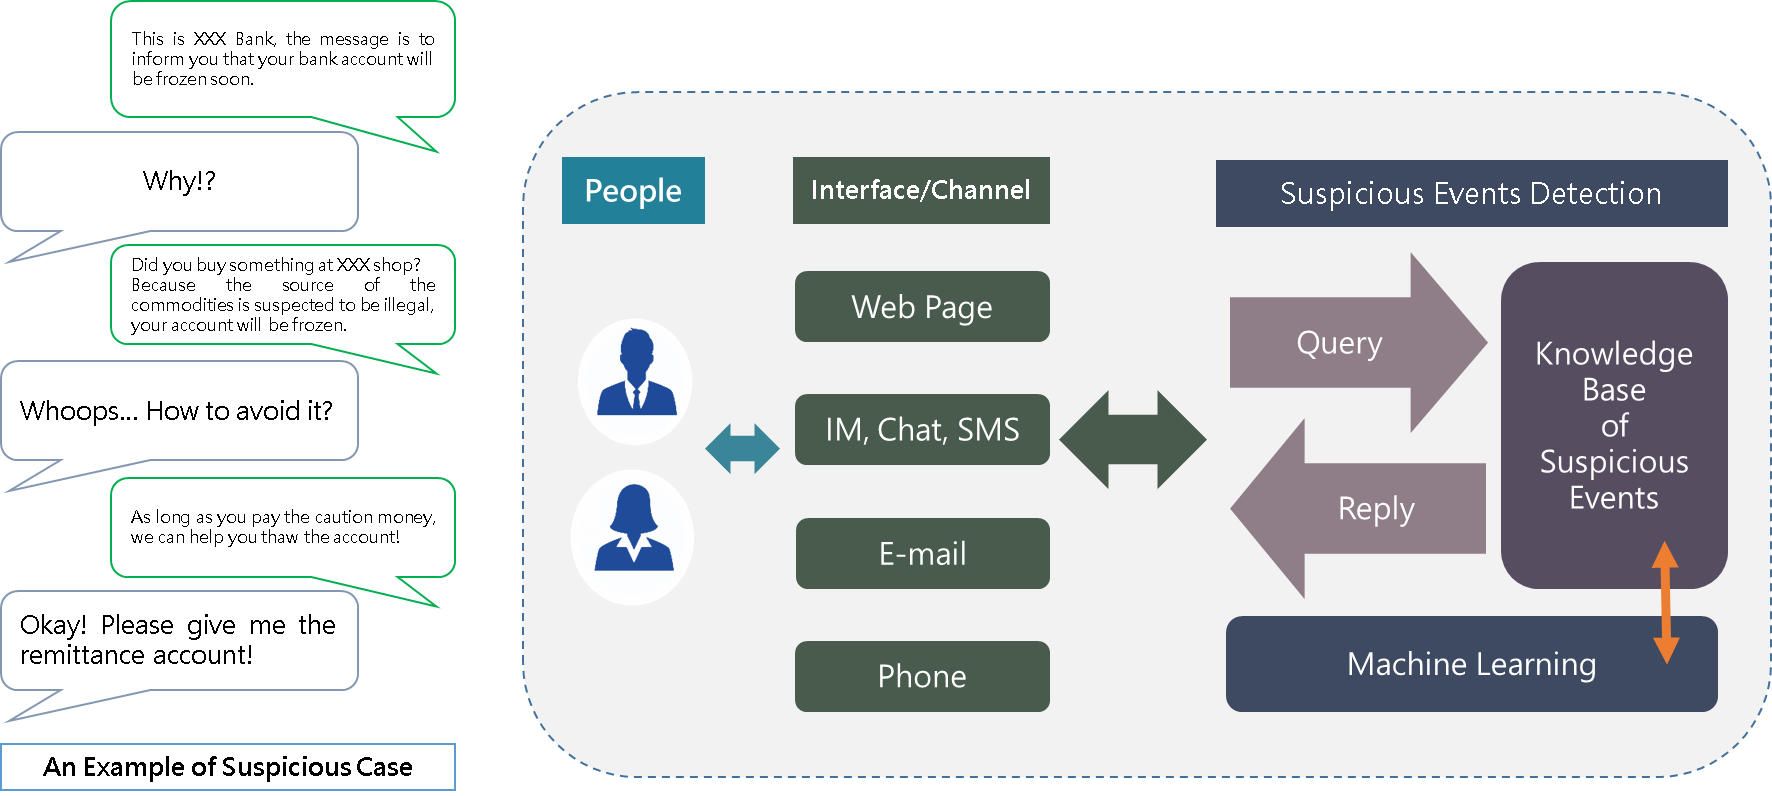 This is XXX Bank, the message is to
inform you that your bank account will
be frozen soon.
Why!?
Did you buy something at XXX shop?
Because the source of the
commodities is suspected to be illegal,
your account will be frozen.
Whoops... How to avoid it?
As long as you pay the caution money,
we can help you thaw the account!
Okay! Please give me the
remittance account!
An Example of Suspicious Case
People
Interface/Channel
Web Page
IM, Chat, SMS
E-mail
Phone
Suspicious Events Detection
Query
Reply
Knowledge
Base
of
Suspicious
Events
Machine Learning